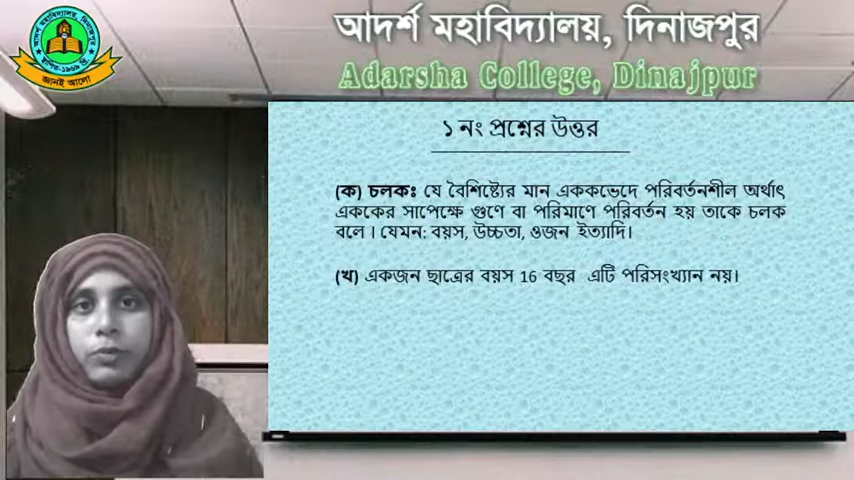 আদর্শ মহাবিদ্যালয়, দিনাজপুর
Adarsha College, Dinajpur
জ্ঞানই আলো
১ নং প্রশ্নের উত্তর
(ক) চলকঃ যে বৈশিষ্ট্যের মান এককভেদে পরিবর্তনশীল অর্থাৎ
এককের সাপেক্ষে গুণে বা পরিমাণে পরিবর্তন হয় তাকে চলক
বলে। যেমন: বয়স, উচ্চতা, ওজন ইত্যাদি।
(খ) একজন ছাত্রের বয়স 16 বছর এটি পরিসংখ্যান নয়।